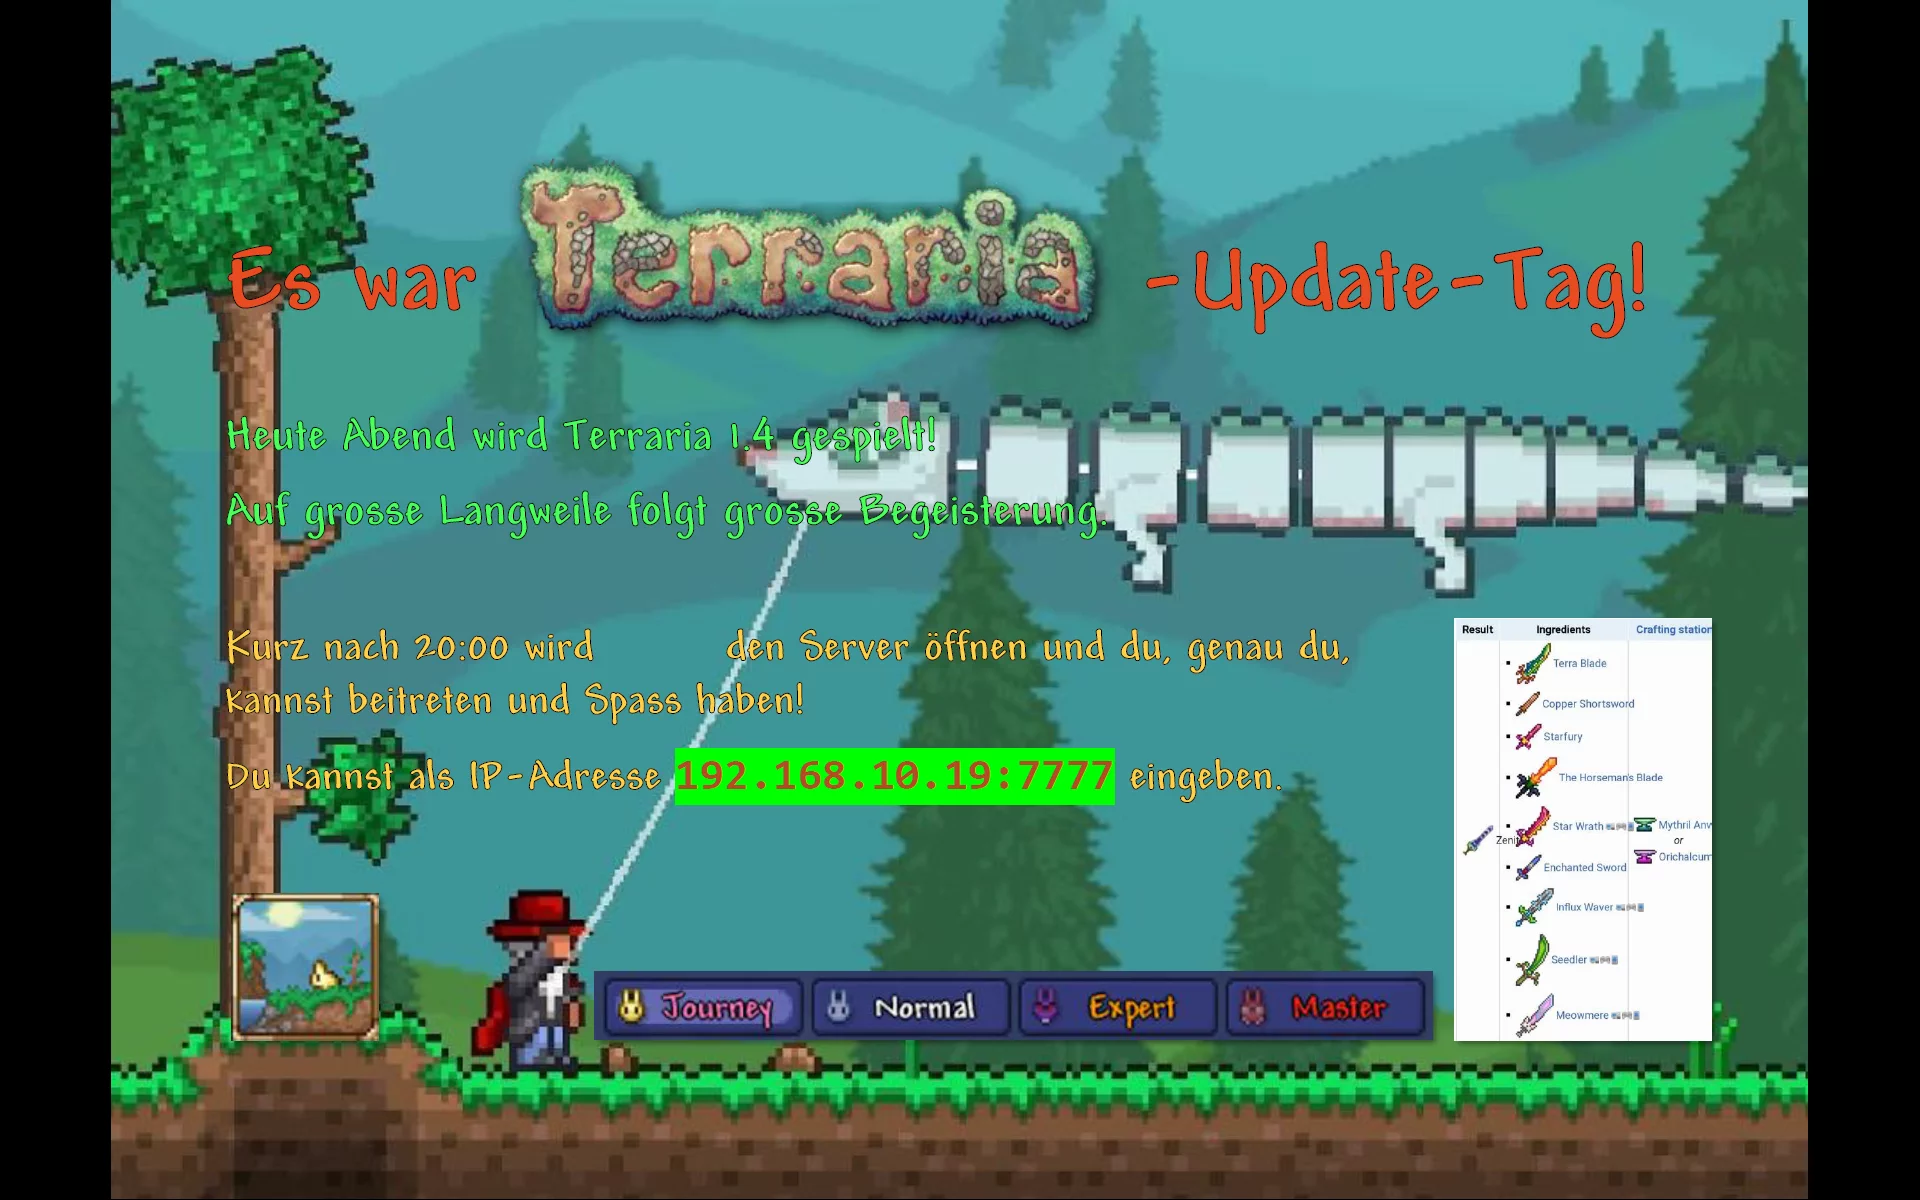 Es war Terraria -Update-Tag!
Heute Abend wird Terraria 1.4 gespielt!
Auf grosse Langweile folgt grosse Begeisterung.
Kurz nach 20:00 wird den Server öffnen und du, genau du,
kannst beitreten und Spass haben!
Du kannst als IP-Adresse 192.168.10.19:7777 eingeben.
Journey Normal Expert Master
Result Ingredients Crafting station
Terra Blade
Copper Shortsword
Starfury
The Horseman's Blade
Star Wrath
Mythril
or
Zenit
Enchanted Sword
Orichalcum
Influx Waver
Seedler
Meowmere